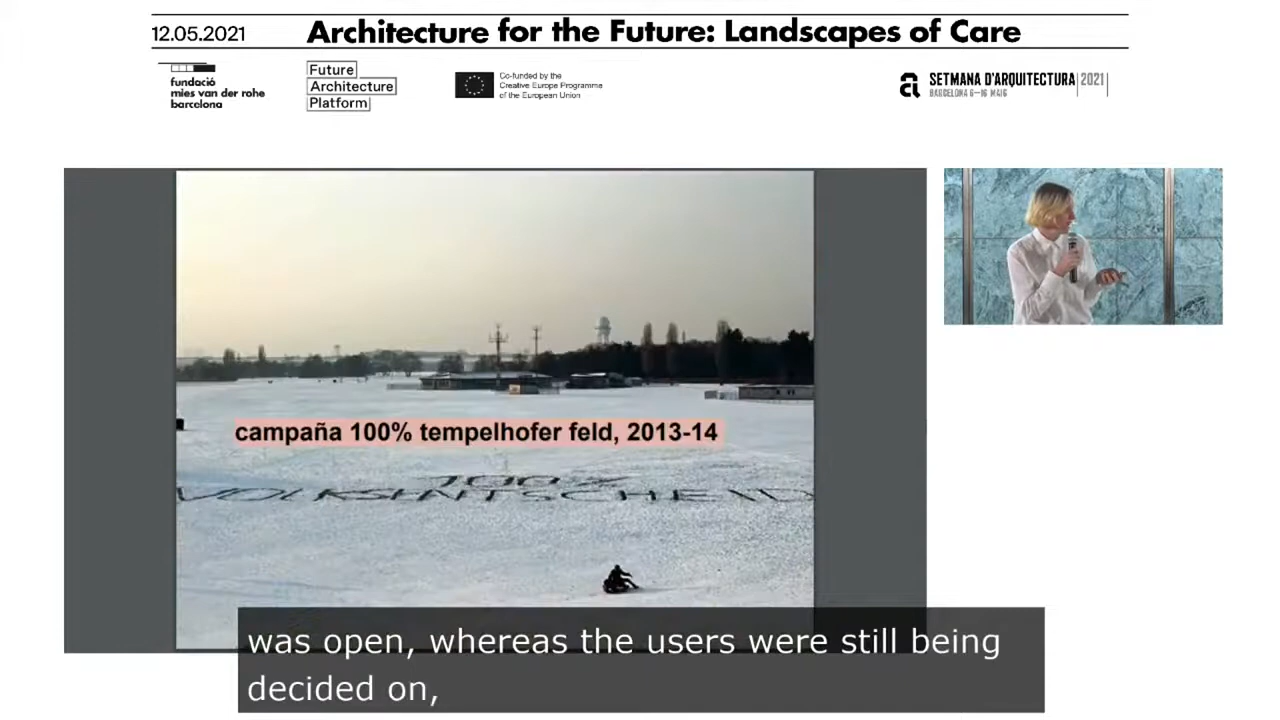 12.05.2021
Architecture for the Future: Landscapes of Care
fundació
mies van der rohe
barcelona
Future
Architecture
Platform
Co-funded by the
Creative Europe Programme
of the European Union
SETMANA D'ARQUITECTURA 2021
BARCELONA 6–16 MAIG
campaña 100% tempelhofer feld, 2013-14
100%
VOLKSENTSCHEID
was open, whereas the users were still being
decided on,